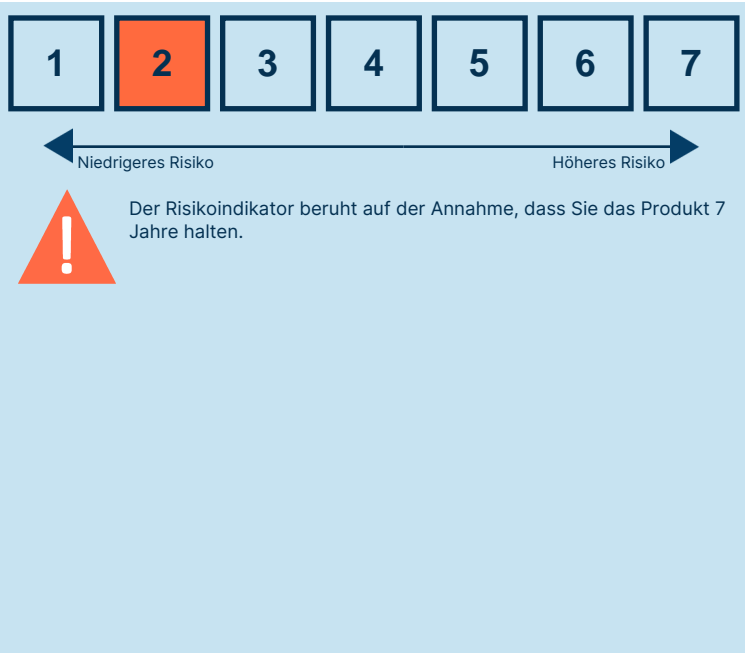 1 2 3 4 5 6 7
Niedrigeres Risiko Höheres Risiko
!
Der Risikoindikator beruht auf der Annahme, dass Sie das Produkt 7
Jahre halten.